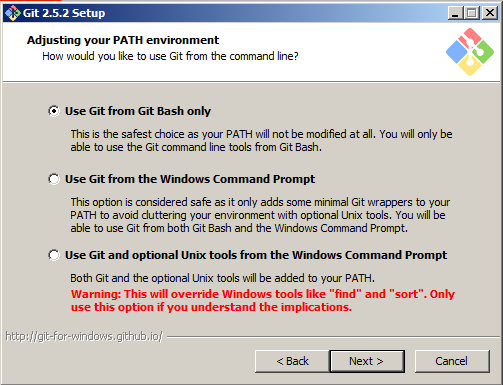 Git 2.5.2 Setup
Adjusting your PATH environment
How would you like to use Git from the command line?
Use Git from Git Bash only
This is the safest choice as your PATH will not be modified at all. You will only be
able to use the Git command line tools from Git Bash.
Use Git from the Windows Command Prompt
This option is considered safe as it only adds some minimal Git wrappers to your
PATH to avoid cluttering your environment with optional Unix tools. You will be
able to use Git from both Git Bash and the Windows Command Prompt.
Use Git and optional Unix tools from the Windows Command Prompt
Both Git and the optional Unix tools will be added to your PATH.
Warning: This will override Windows tools like "find" and "sort". Only
use this option if you understand the implications.
http://git-for-windows.github.io/
< Back
Next >
Cancel